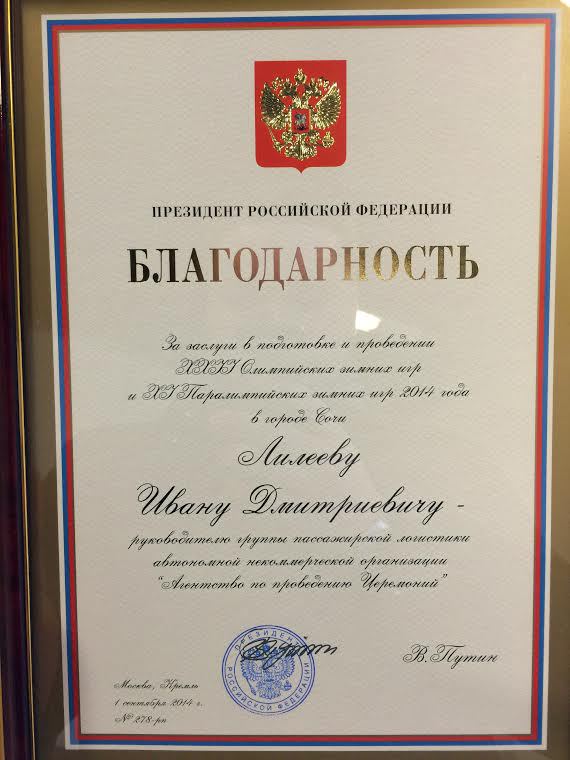 ПРЕЗИДЕНТ РОССИЙСКОЙ ФЕДЕРАЦИИ
БЛАГОДАРНОСТЬ
За заслуги в подготовке и проведении
XXII Олимпийских зимних игр
и XI Паралимпийских зимних игр 2014 года
в городе Сочи
Лилееву
Ивану Дмитриевичу -
руководителю группы пассажирской логистики
автономной некоммерческой организации
"Агентство по проведению Церемоний"
ПРЕЗИДЕНТ
РОССИЙСКОЙ ФЕДЕРАЦИИ
В.Путин
Москва, Кремль
1 сентября 2014 г.
№ 278-рп